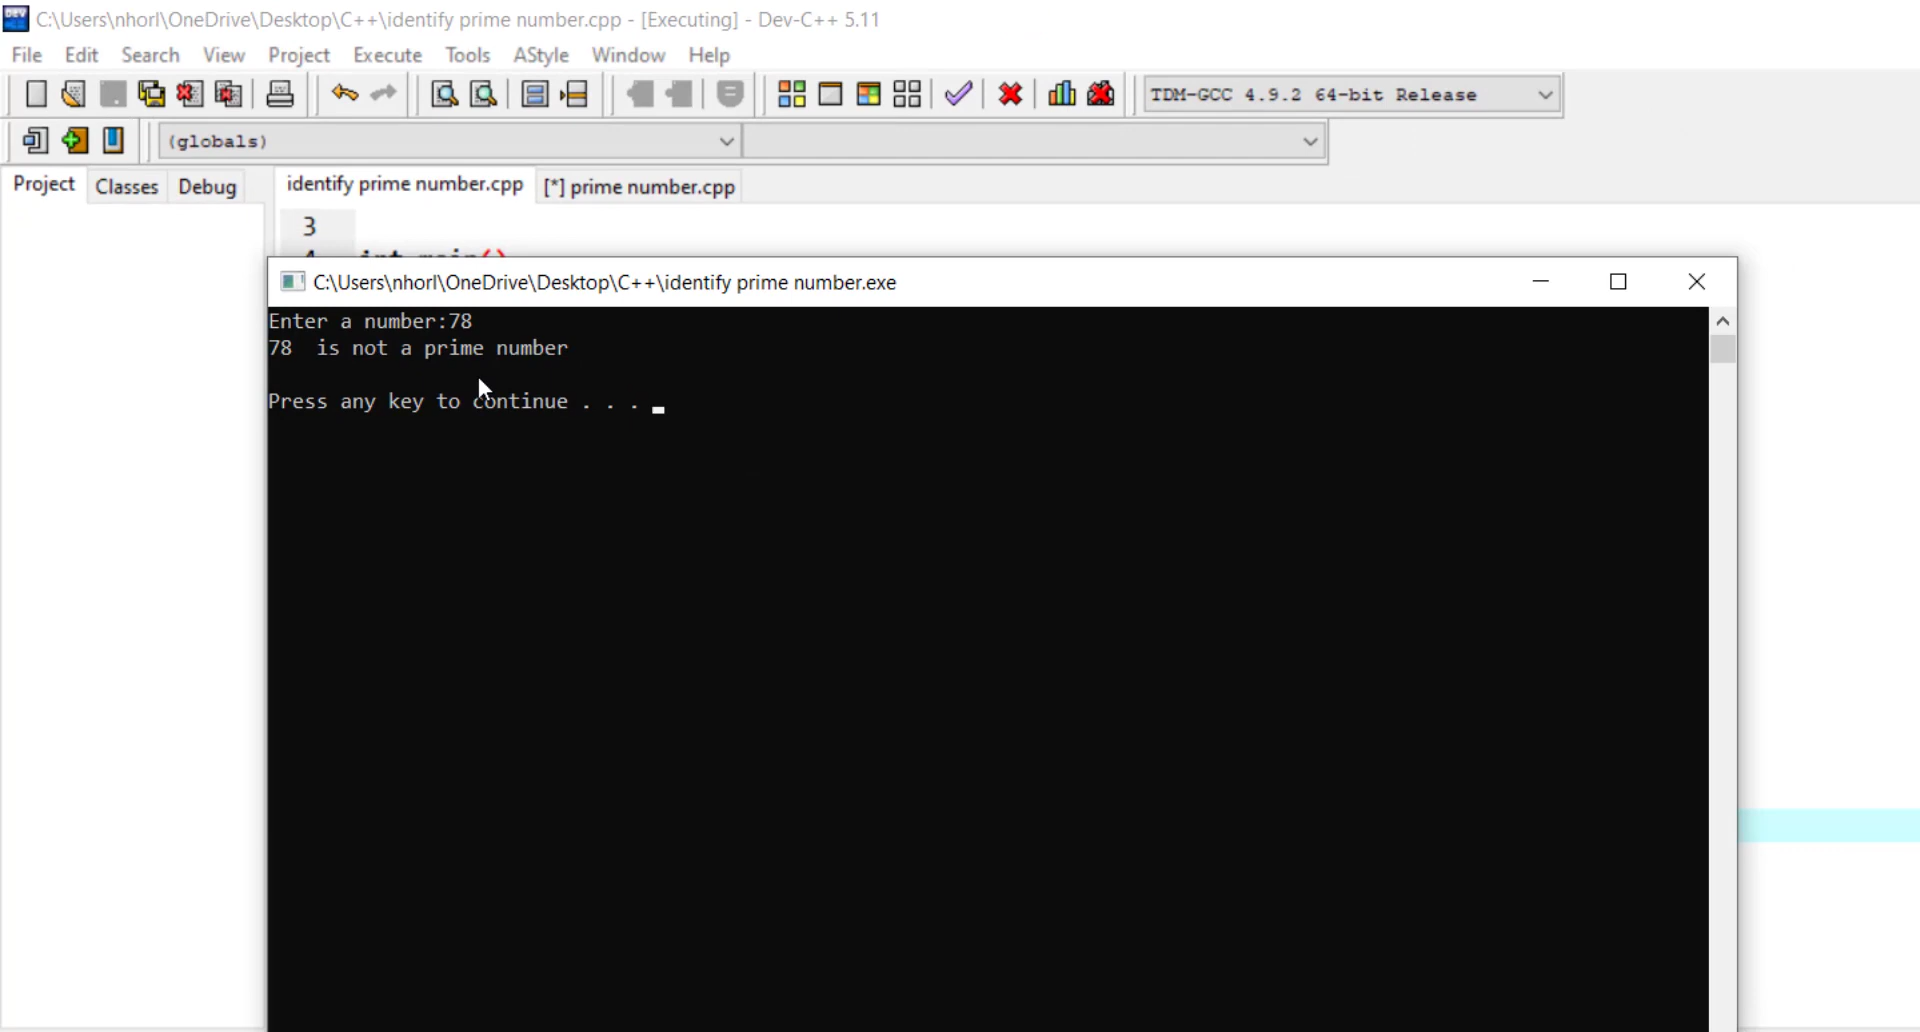 C:\Users\nhorl\OneDrive\Desktop\C++\identify prime number.cpp - [Executing] - Dev-C++ 5.11
File Edit Search View Project Execute Tools AStyle Window Help
TDM-GCC 4.9.2 64-bit Release
(globals)
Project Classes Debug identify prime number.cpp [*] prime number.cpp
3
4 int main()
C:\Users\nhorl\OneDrive\Desktop\C++\identify prime number.exe
Enter a number:78
78  is not a prime number
Press any key to continue . . .